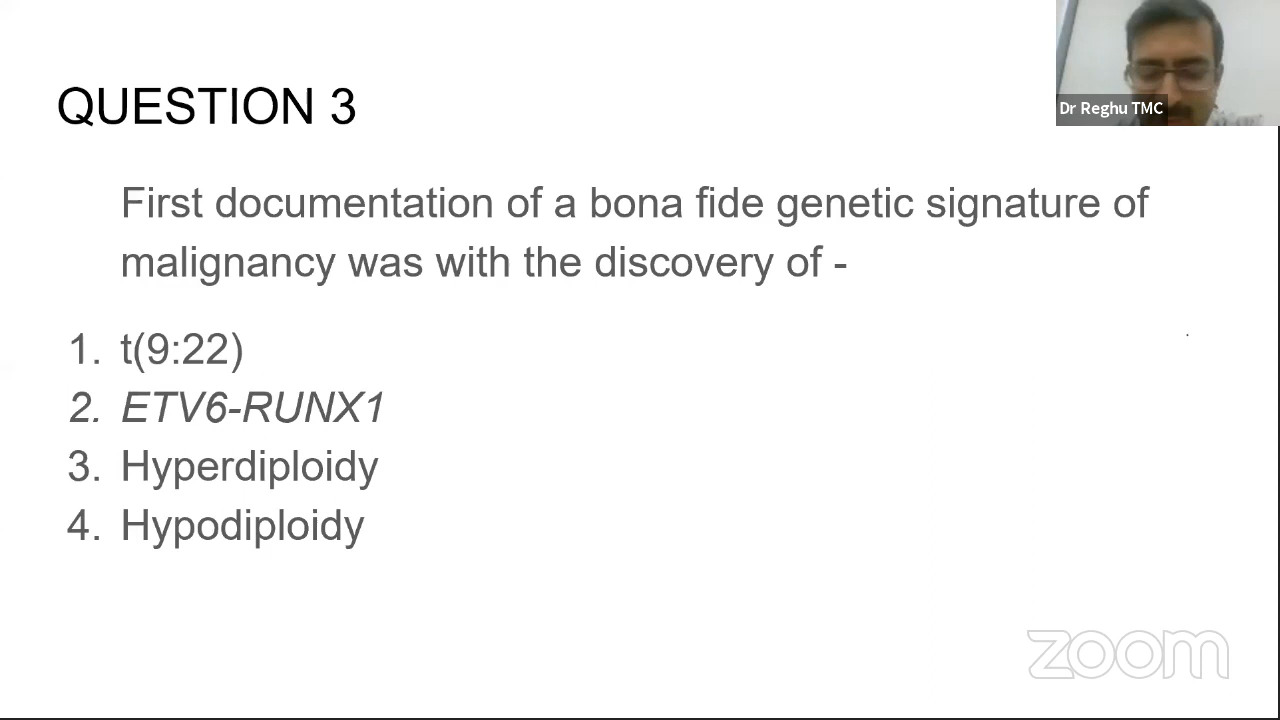 Dr Reghu TMC
QUESTION 3
First documentation of a bona fide genetic signature of
malignancy was with the discovery of -
1. t(9:22)
2. ETV6-RUNX1
3. Hyperdiploidy
4. Hypodiploidy
zoom